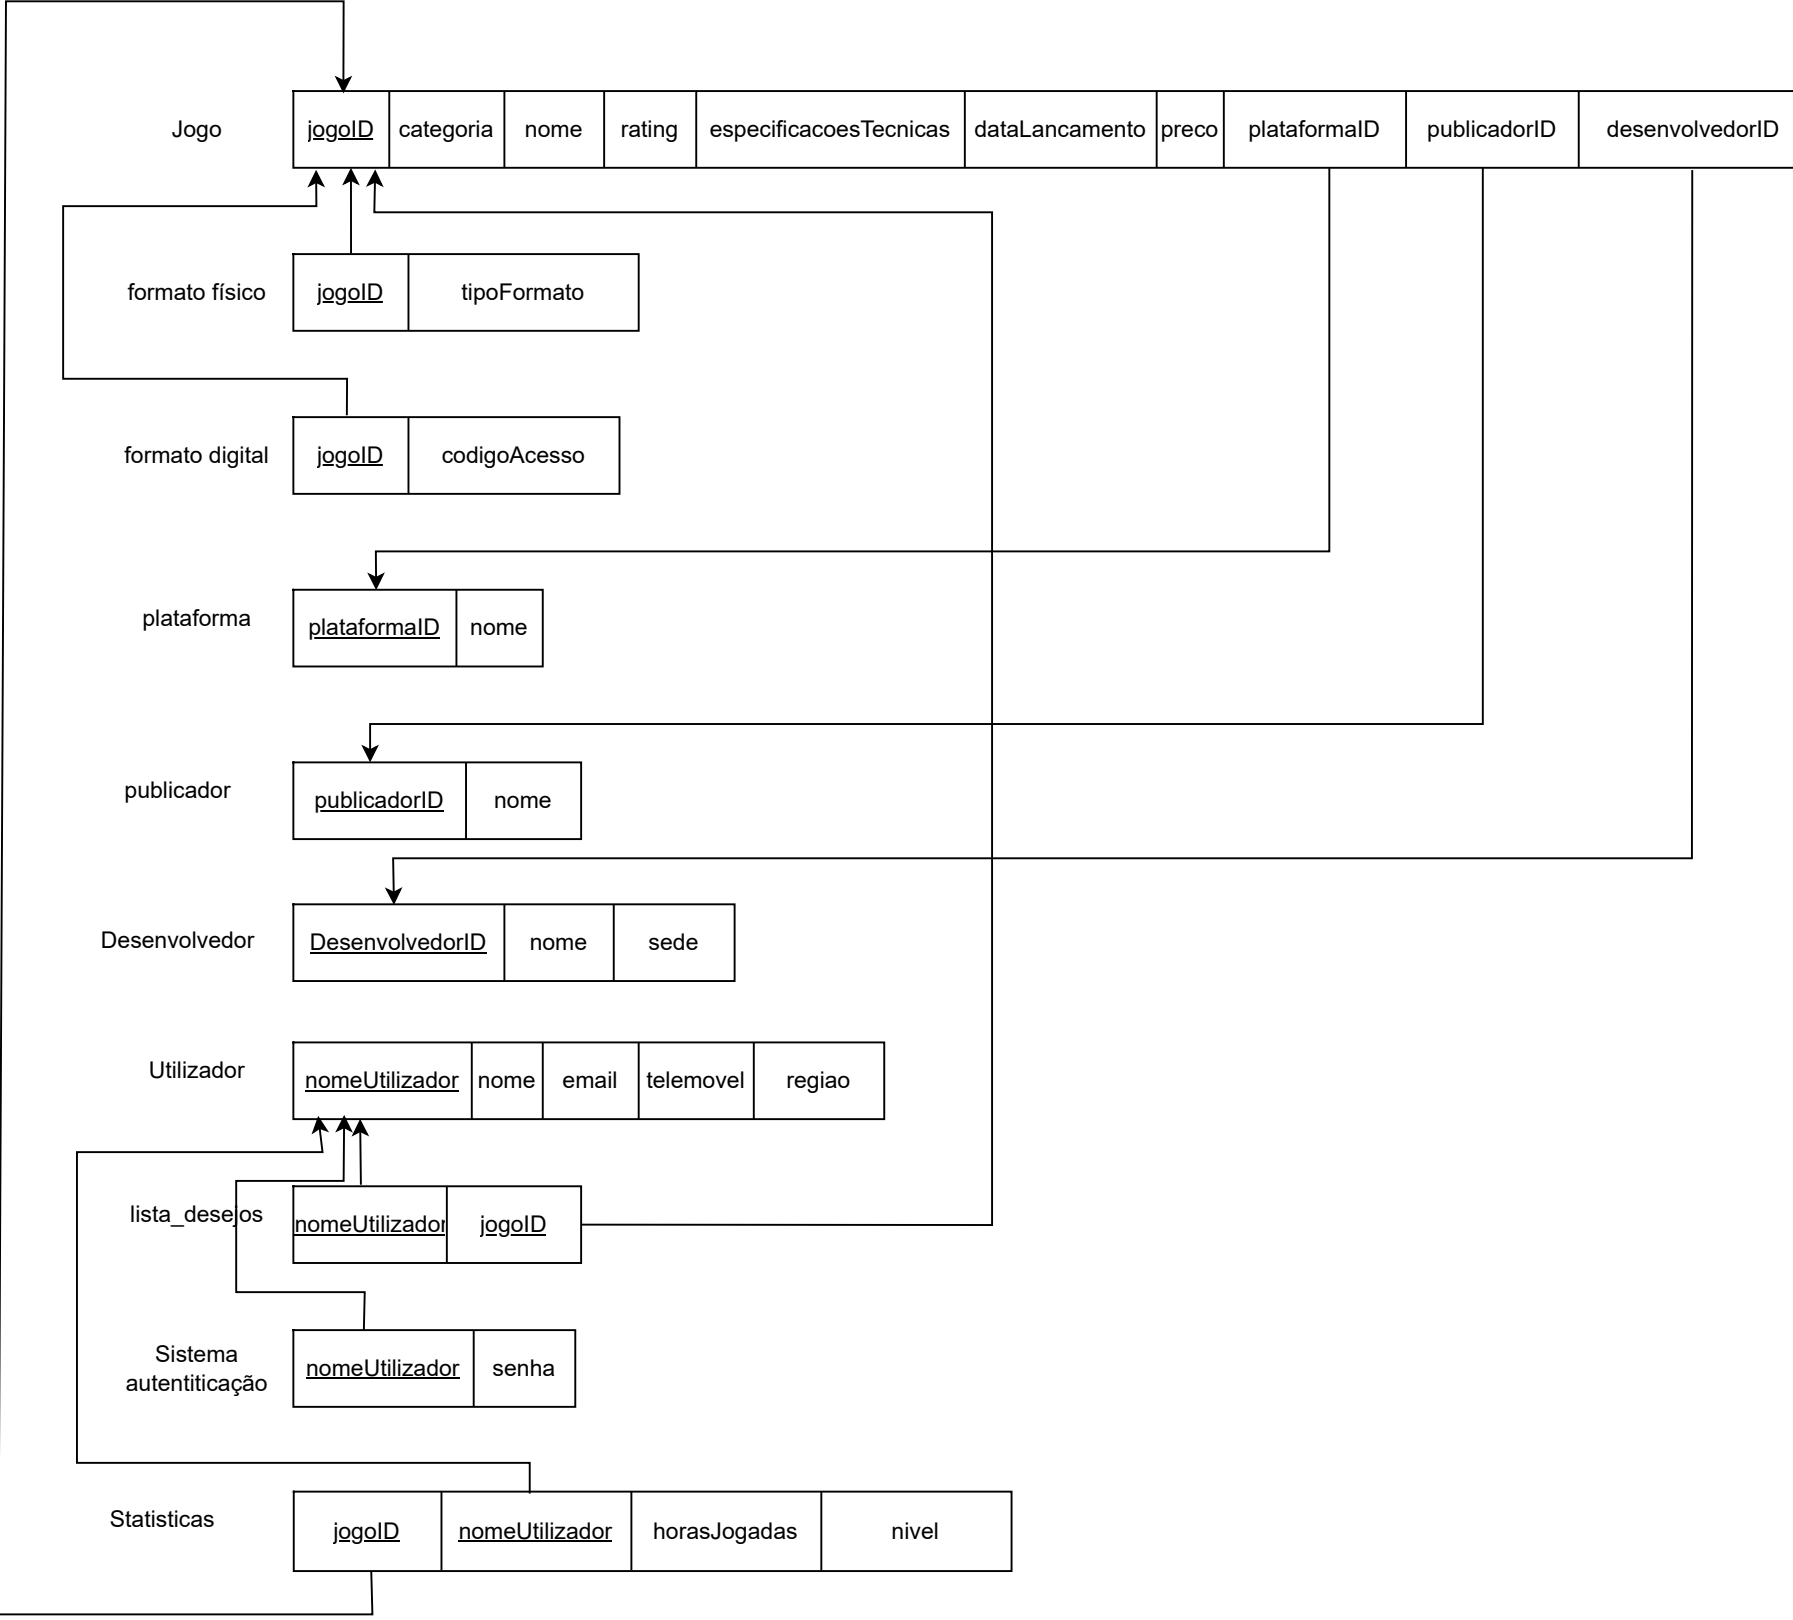 Jogo jogoID categoria nome rating especificacoesTecnicas dataLancamento preco plataformaID publicadorID desenvolvedorID
formato físico jogoID tipoFormato
formato digital jogoID codigoAcesso
plataforma plataformaID nome
publicador publicadorID nome
Desenvolvedor DesenvolvedorID nome sede
Utilizador nomeUtilizador nome email telemovel regiao
lista_desejos nomeUtilizador jogoID
Sistema
autentiticação
nomeUtilizador senha
Statisticas jogoID nomeUtilizador horasJogadas nivel